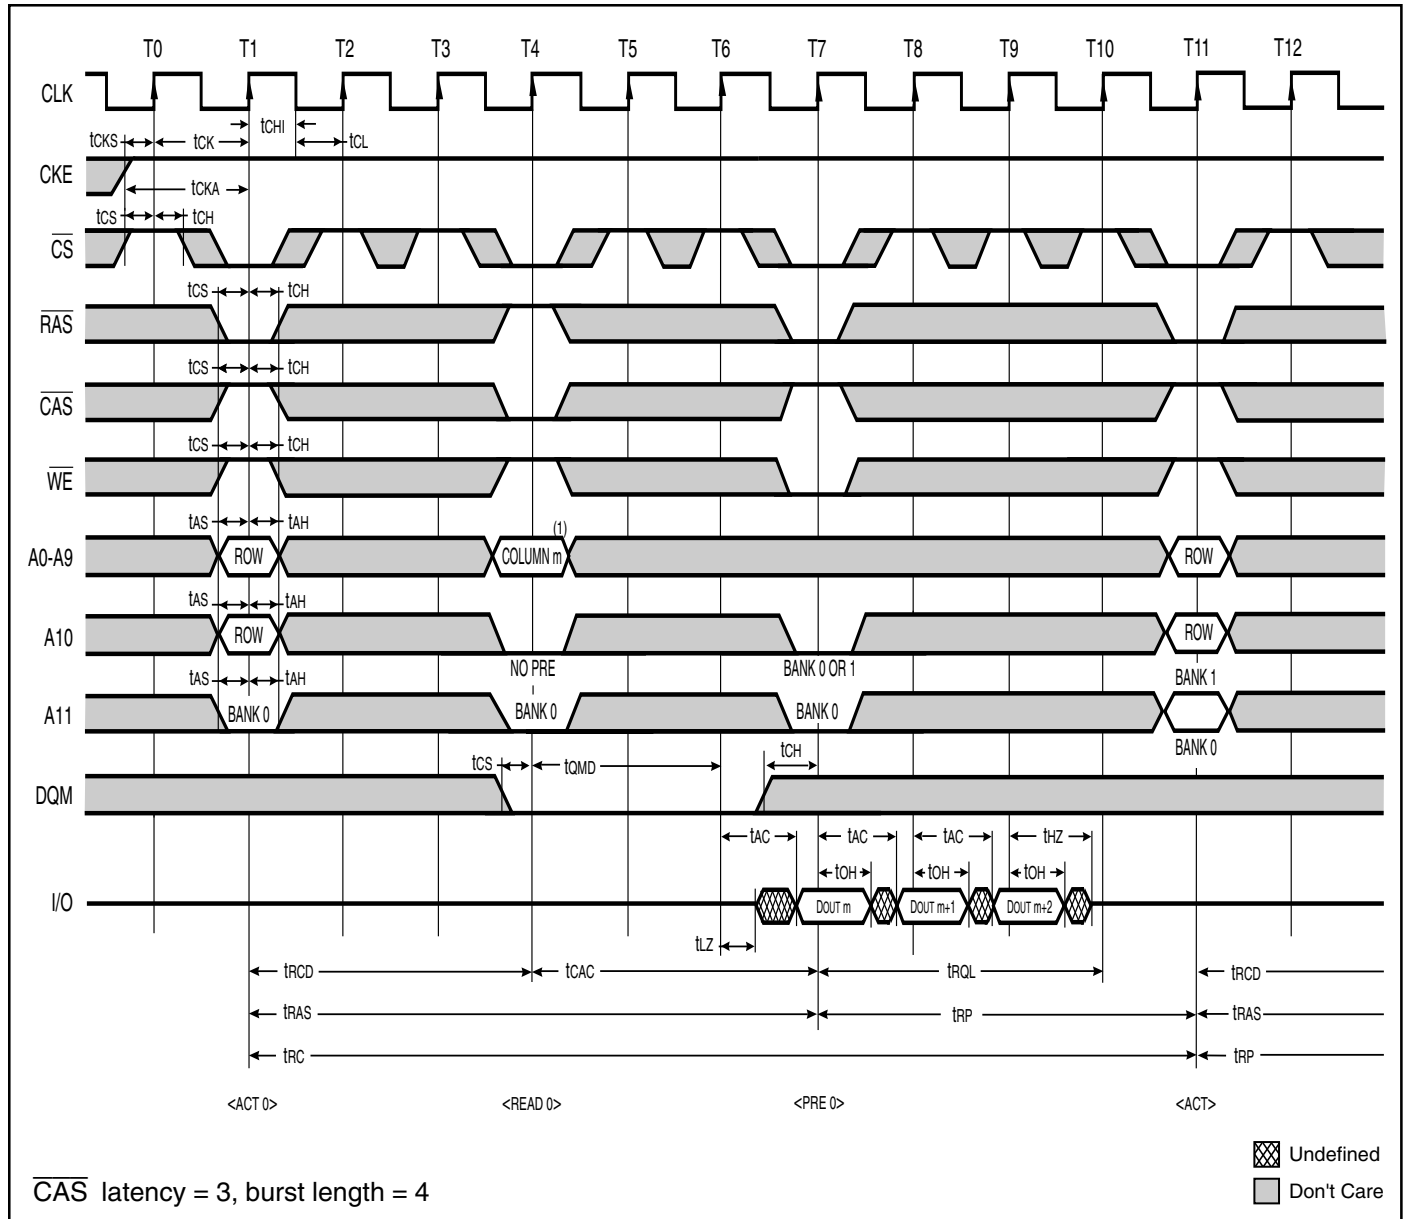 T0 T1 T2 T3 T4 T5 T6 T7 T8 T9 T10 T11 T12
CLK
tCHI
tCKS tCK tCL
CKE
tCKA
tCS tCH
CS
tCS tCH
RAS
tCS tCH
CAS
tCS tCH
WE
tAS tAH (1)
A0-A9 ROW COLUMN m ROW
tAS tAH
A10 ROW ROW
NO PRE BANK 0 OR 1 BANK 1
tAS tAH
A11 BANK 0 BANK 0 BANK 0
BANK 0
tCH
tCS tQMD
DQM
tAC tAC tAC tHZ
tOH tOH tOH
I/O DOUT m DOUT m+1 DOUT m+2
tLZ
tRCD tCAC tRQL tRCD
tRAS tRP tRAS
tRC tRP
<ACT 0> <READ 0> <PRE 0> <ACT>
Undefined
CAS latency = 3, burst length = 4
Don't Care